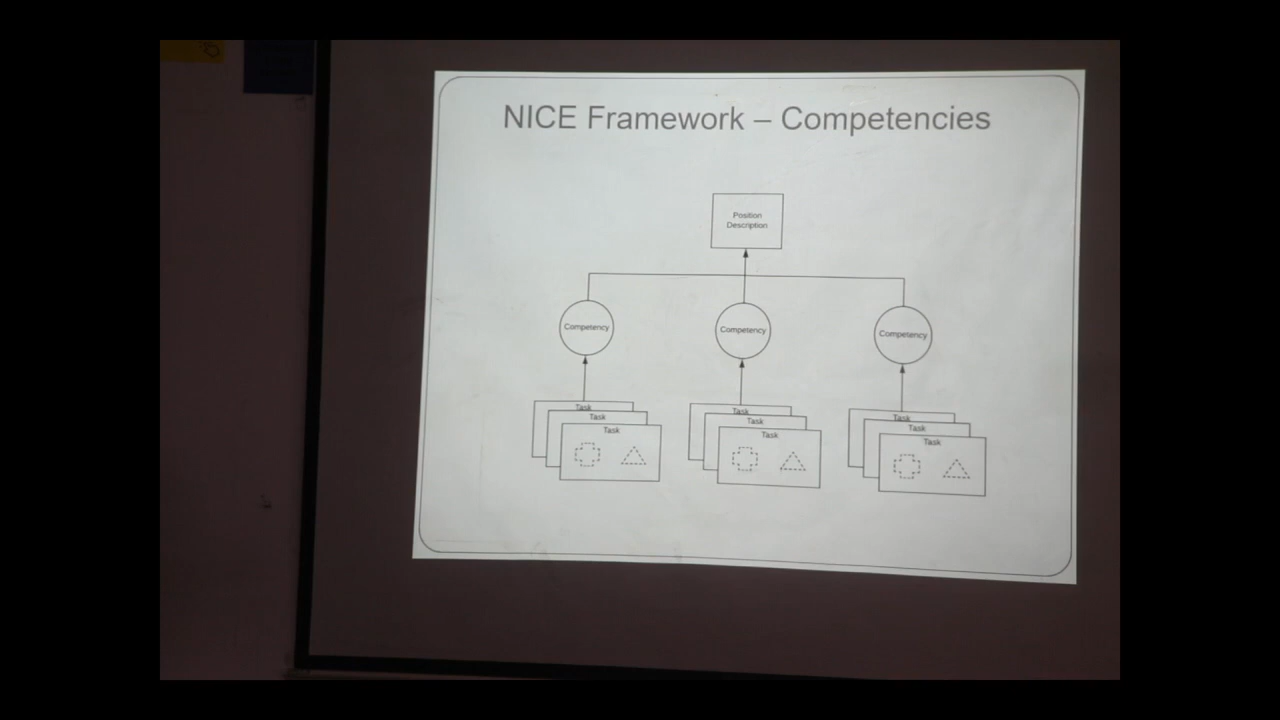 NICE Framework – Competencies
Position
Description
Competency
Competency
Competency
Task
Task
Task
Task
Task
Task
Task
Task
Task